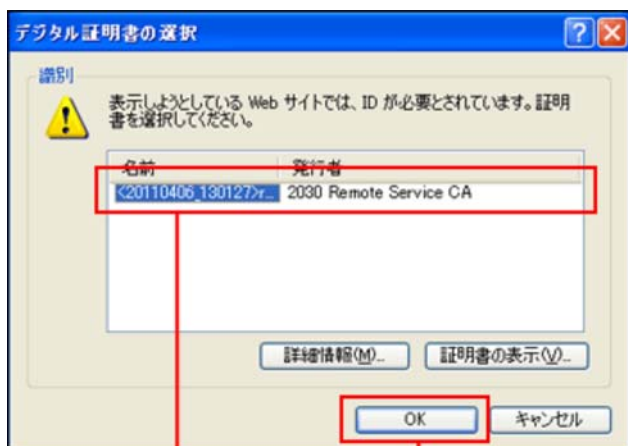 デジタル証明書の選択
識別
表示しようとしている Web サイトでは、ID が必要とされています。証明
書を選択してください。
名前 発行者
<20110406_130127>r... 2030 Remote Service CA
詳細情報(M)... 証明書の表示(V)...
OK キャンセル